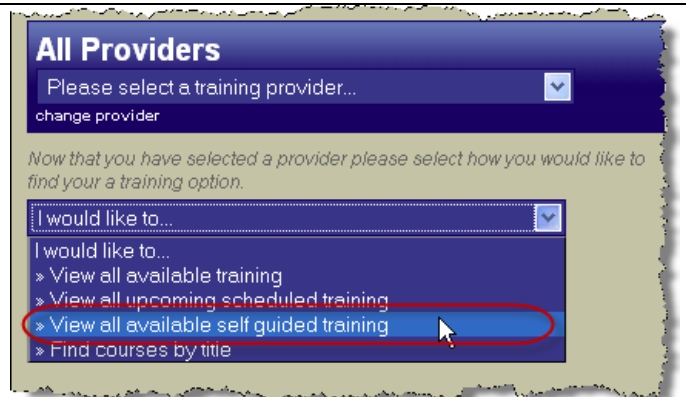 All Providers
Please select a training provider...
change provider
Now that you have selected a provider please select how you would like to
find your a training option.
I would like to...
I would like to...
» View all available training
» View all upcoming scheduled training
» View all available self guided training
» Find courses by title